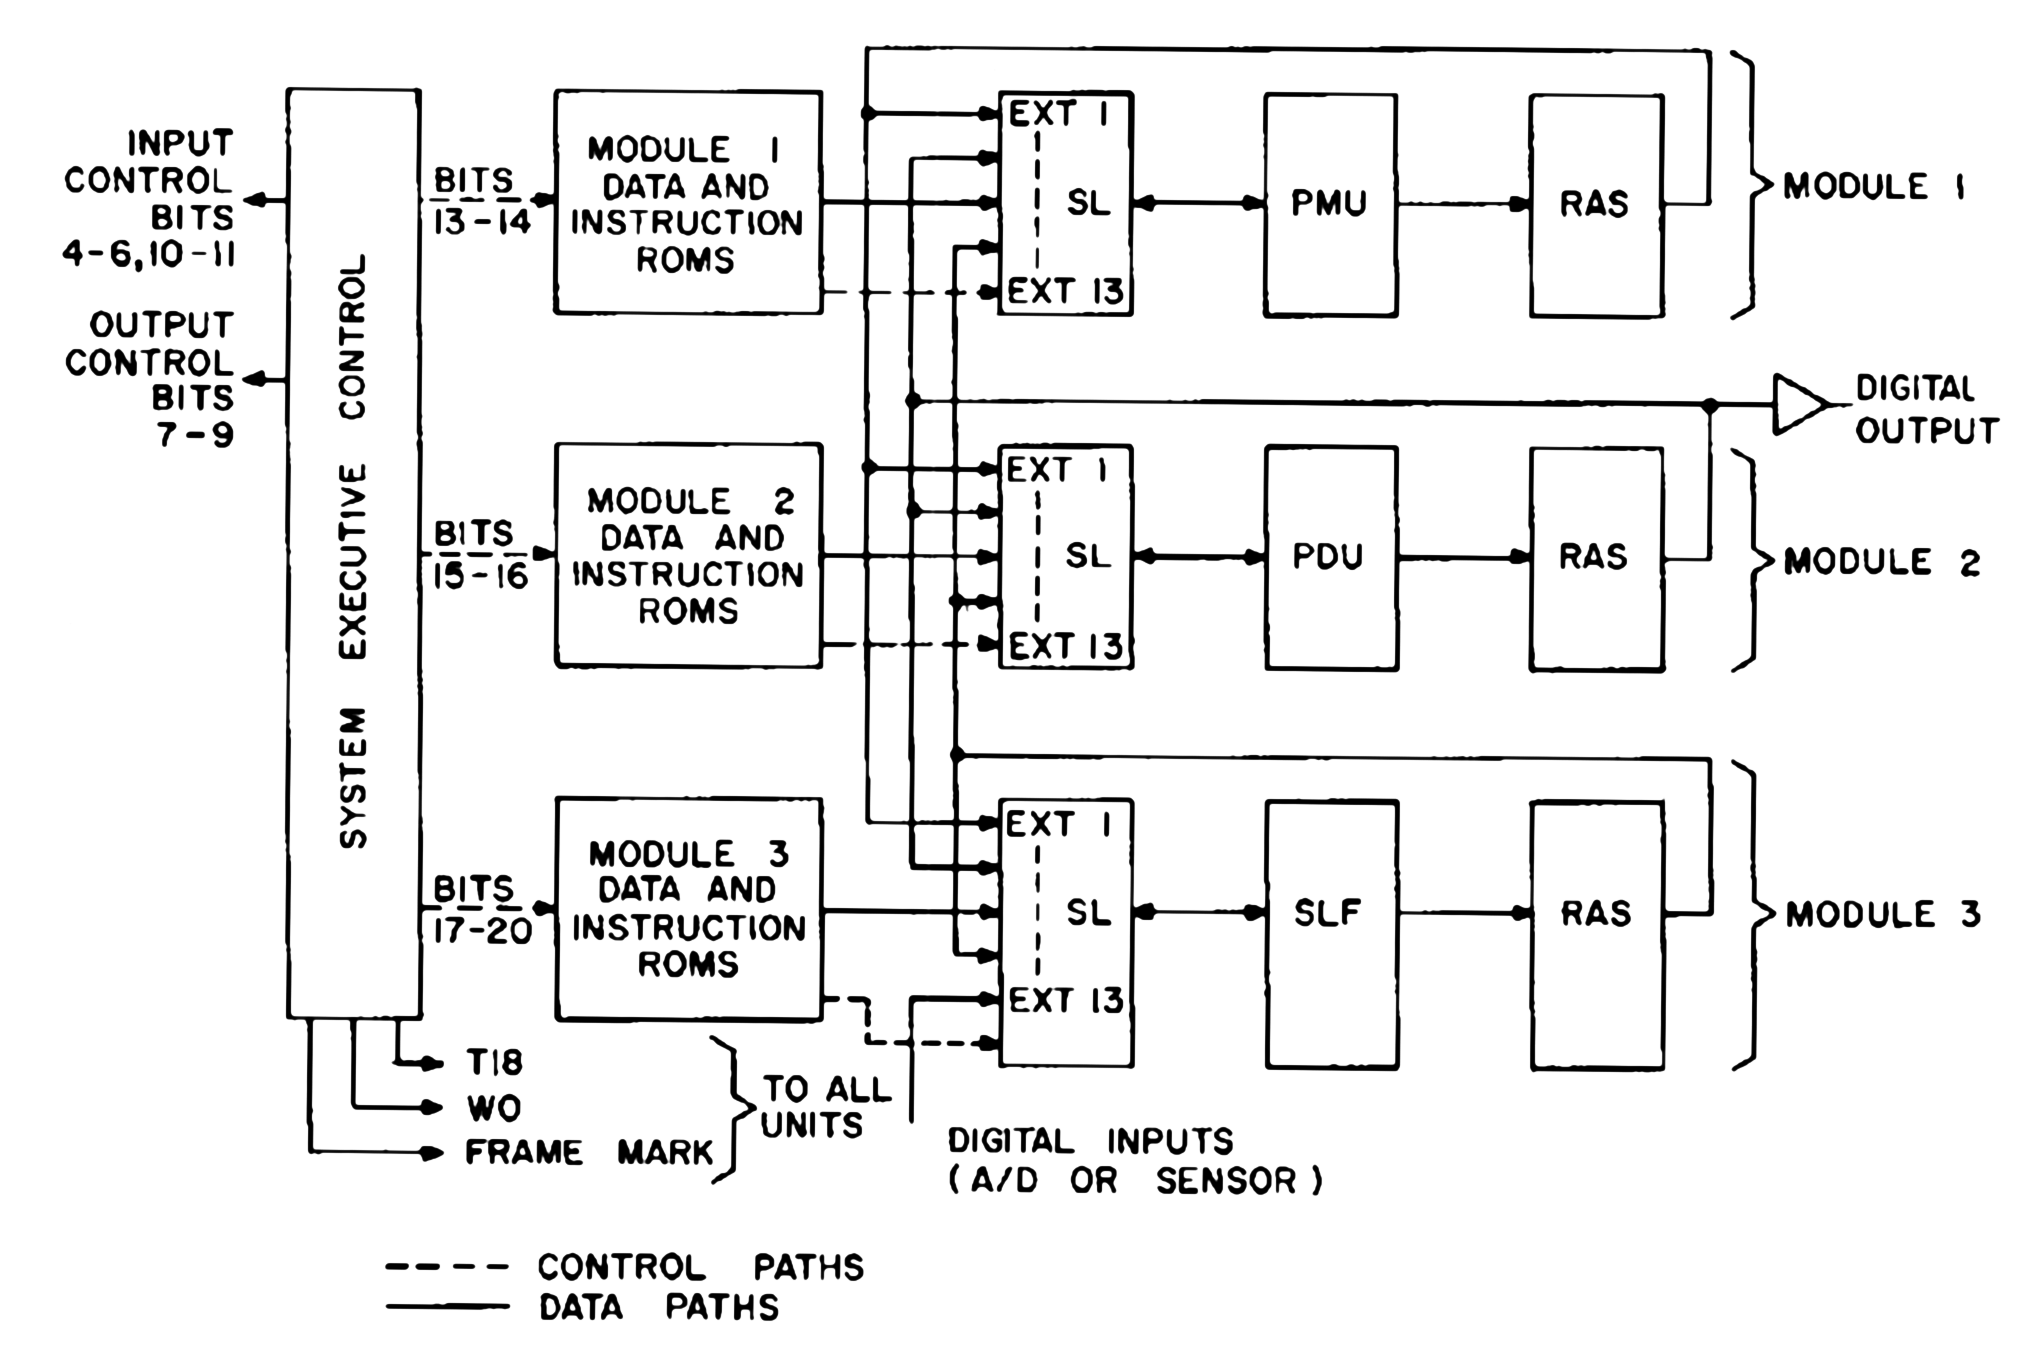 INPUT
CONTROL
BITS
4-6,10-11
OUTPUT
CONTROL
BITS
7-9
SYSTEM EXECUTIVE CONTROL
BITS
13-14
MODULE 1
DATA AND
INSTRUCTION
ROMS
EXT 1
SL
EXT 13
PMU
RAS
MODULE 1
DIGITAL
OUTPUT
BITS
15-16
MODULE 2
DATA AND
INSTRUCTION
ROMS
EXT 1
SL
EXT 13
PDU
RAS
MODULE 2
BITS
17-20
MODULE 3
DATA AND
INSTRUCTION
ROMS
EXT 1
SL
EXT 13
SLF
RAS
MODULE 3
T18
WO
FRAME MARK
TO ALL
UNITS
DIGITAL INPUTS
(A/D OR SENSOR)
CONTROL PATHS
DATA PATHS